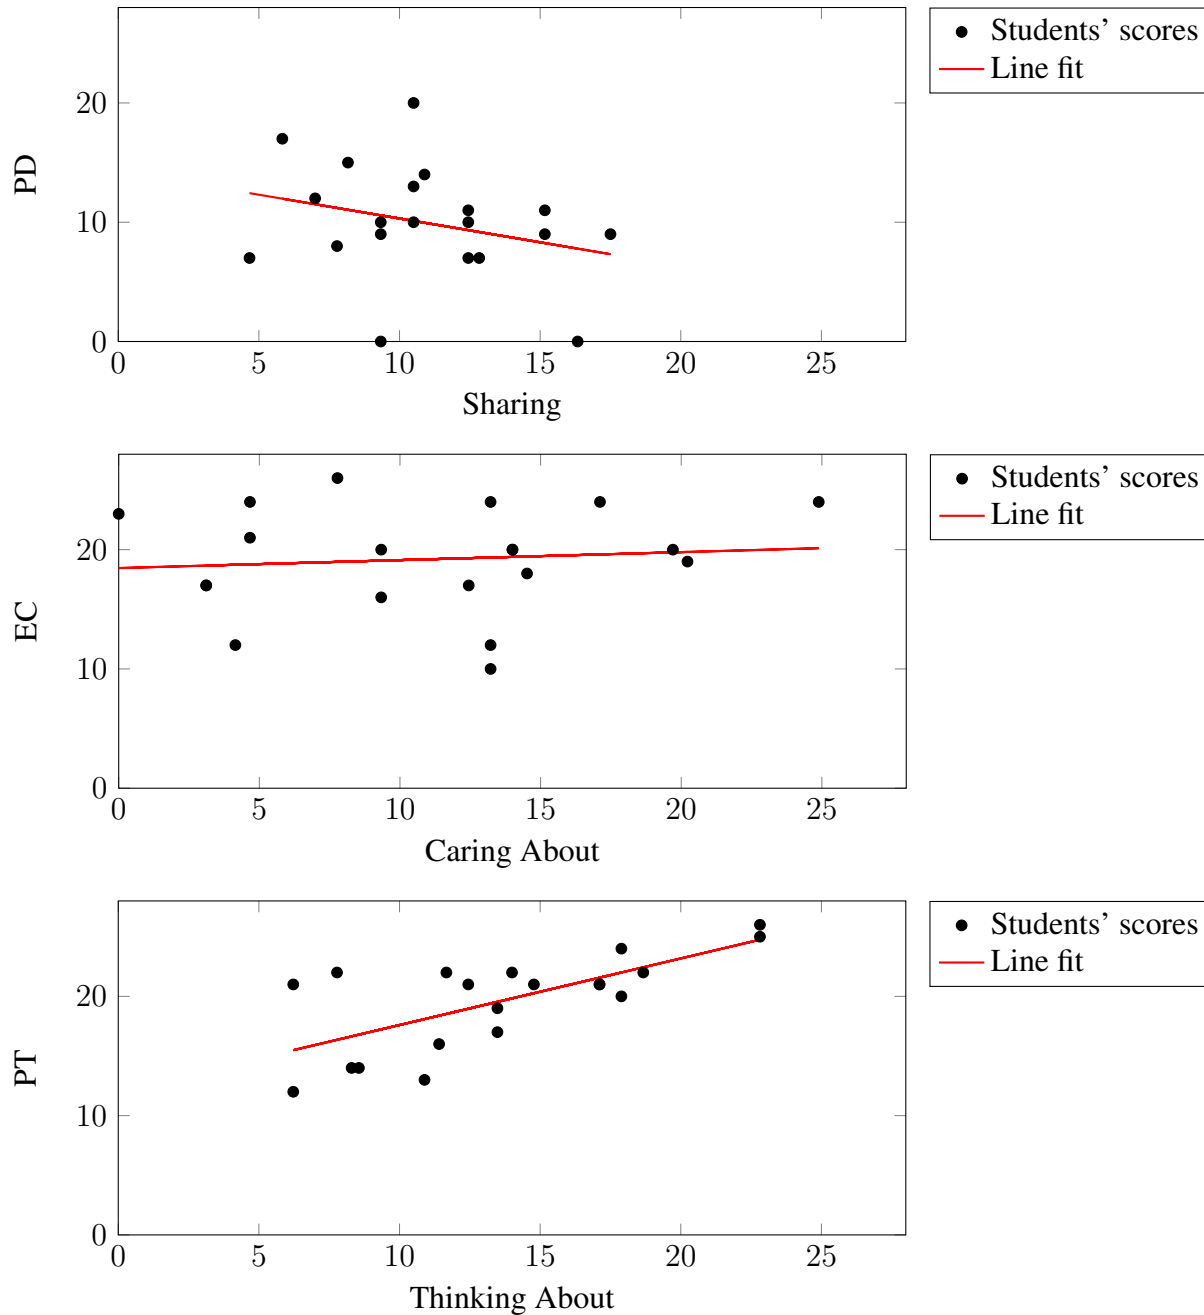 Students’ scores
Line fit
20
10
0
PD
0 5 10 15 20 25
Sharing
Students’ scores
Line fit
20
10
0
EC
0 5 10 15 20 25
Caring About
Students’ scores
Line fit
20
10
0
PT
0 5 10 15 20 25
Thinking About